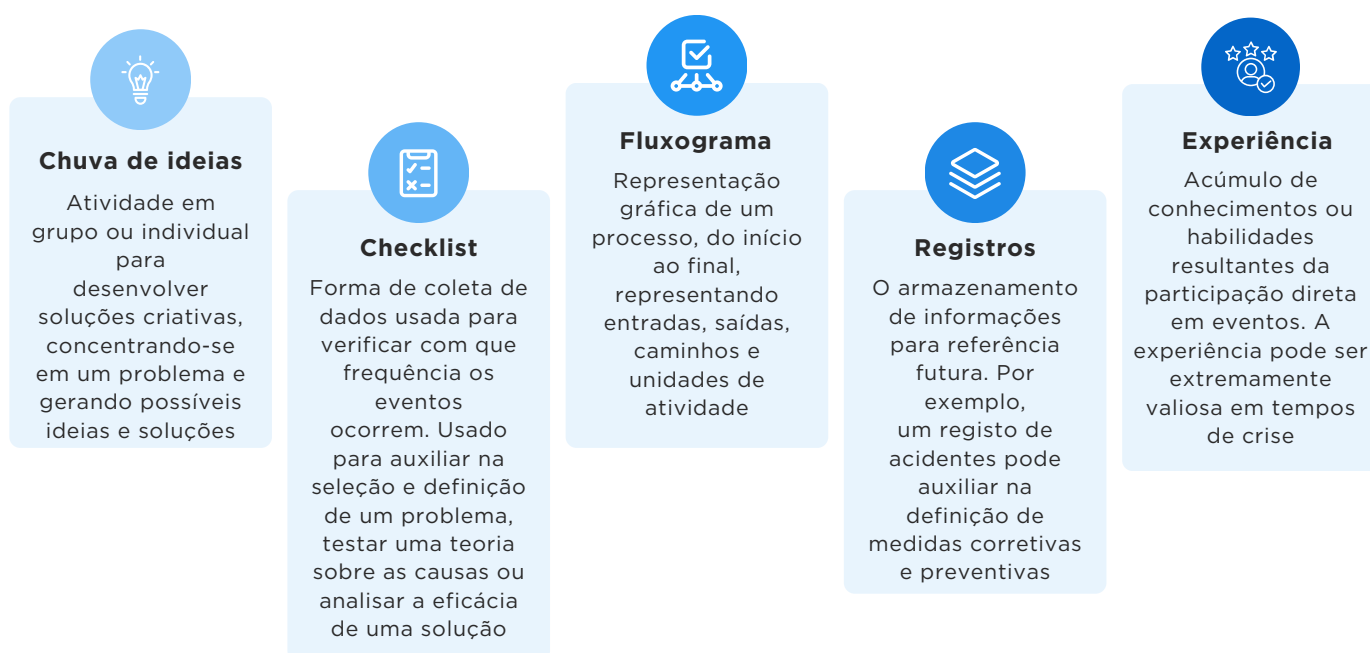 Chuva de ideias
Atividade em
grupo ou individual
para
desenvolver
soluções criativas,
concentrando-se
em um problema e
gerando possíveis
ideias e soluções
Checklist
Forma de coleta de
dados usada para
verificar com que
frequência os
eventos
ocorrem. Usado
para auxiliar na
seleção e definição
de um problema,
testar uma teoria
sobre as causas ou
analisar a eficácia
de uma solução
Fluxograma
Representação
gráfica de um
processo, do início
ao final,
representando
entradas, saídas,
caminhos e
unidades de
atividade
Registros
O armazenamento
de informações
para referência
futura. Por
exemplo,
um registo de
acidentes pode
auxiliar na
definição de
medidas corretivas
e preventivas
Experiência
Acúmulo de
conhecimentos ou
habilidades
resultantes da
participação direta
em eventos. A
experiência pode ser
extremamente
valiosa em tempos
de crise